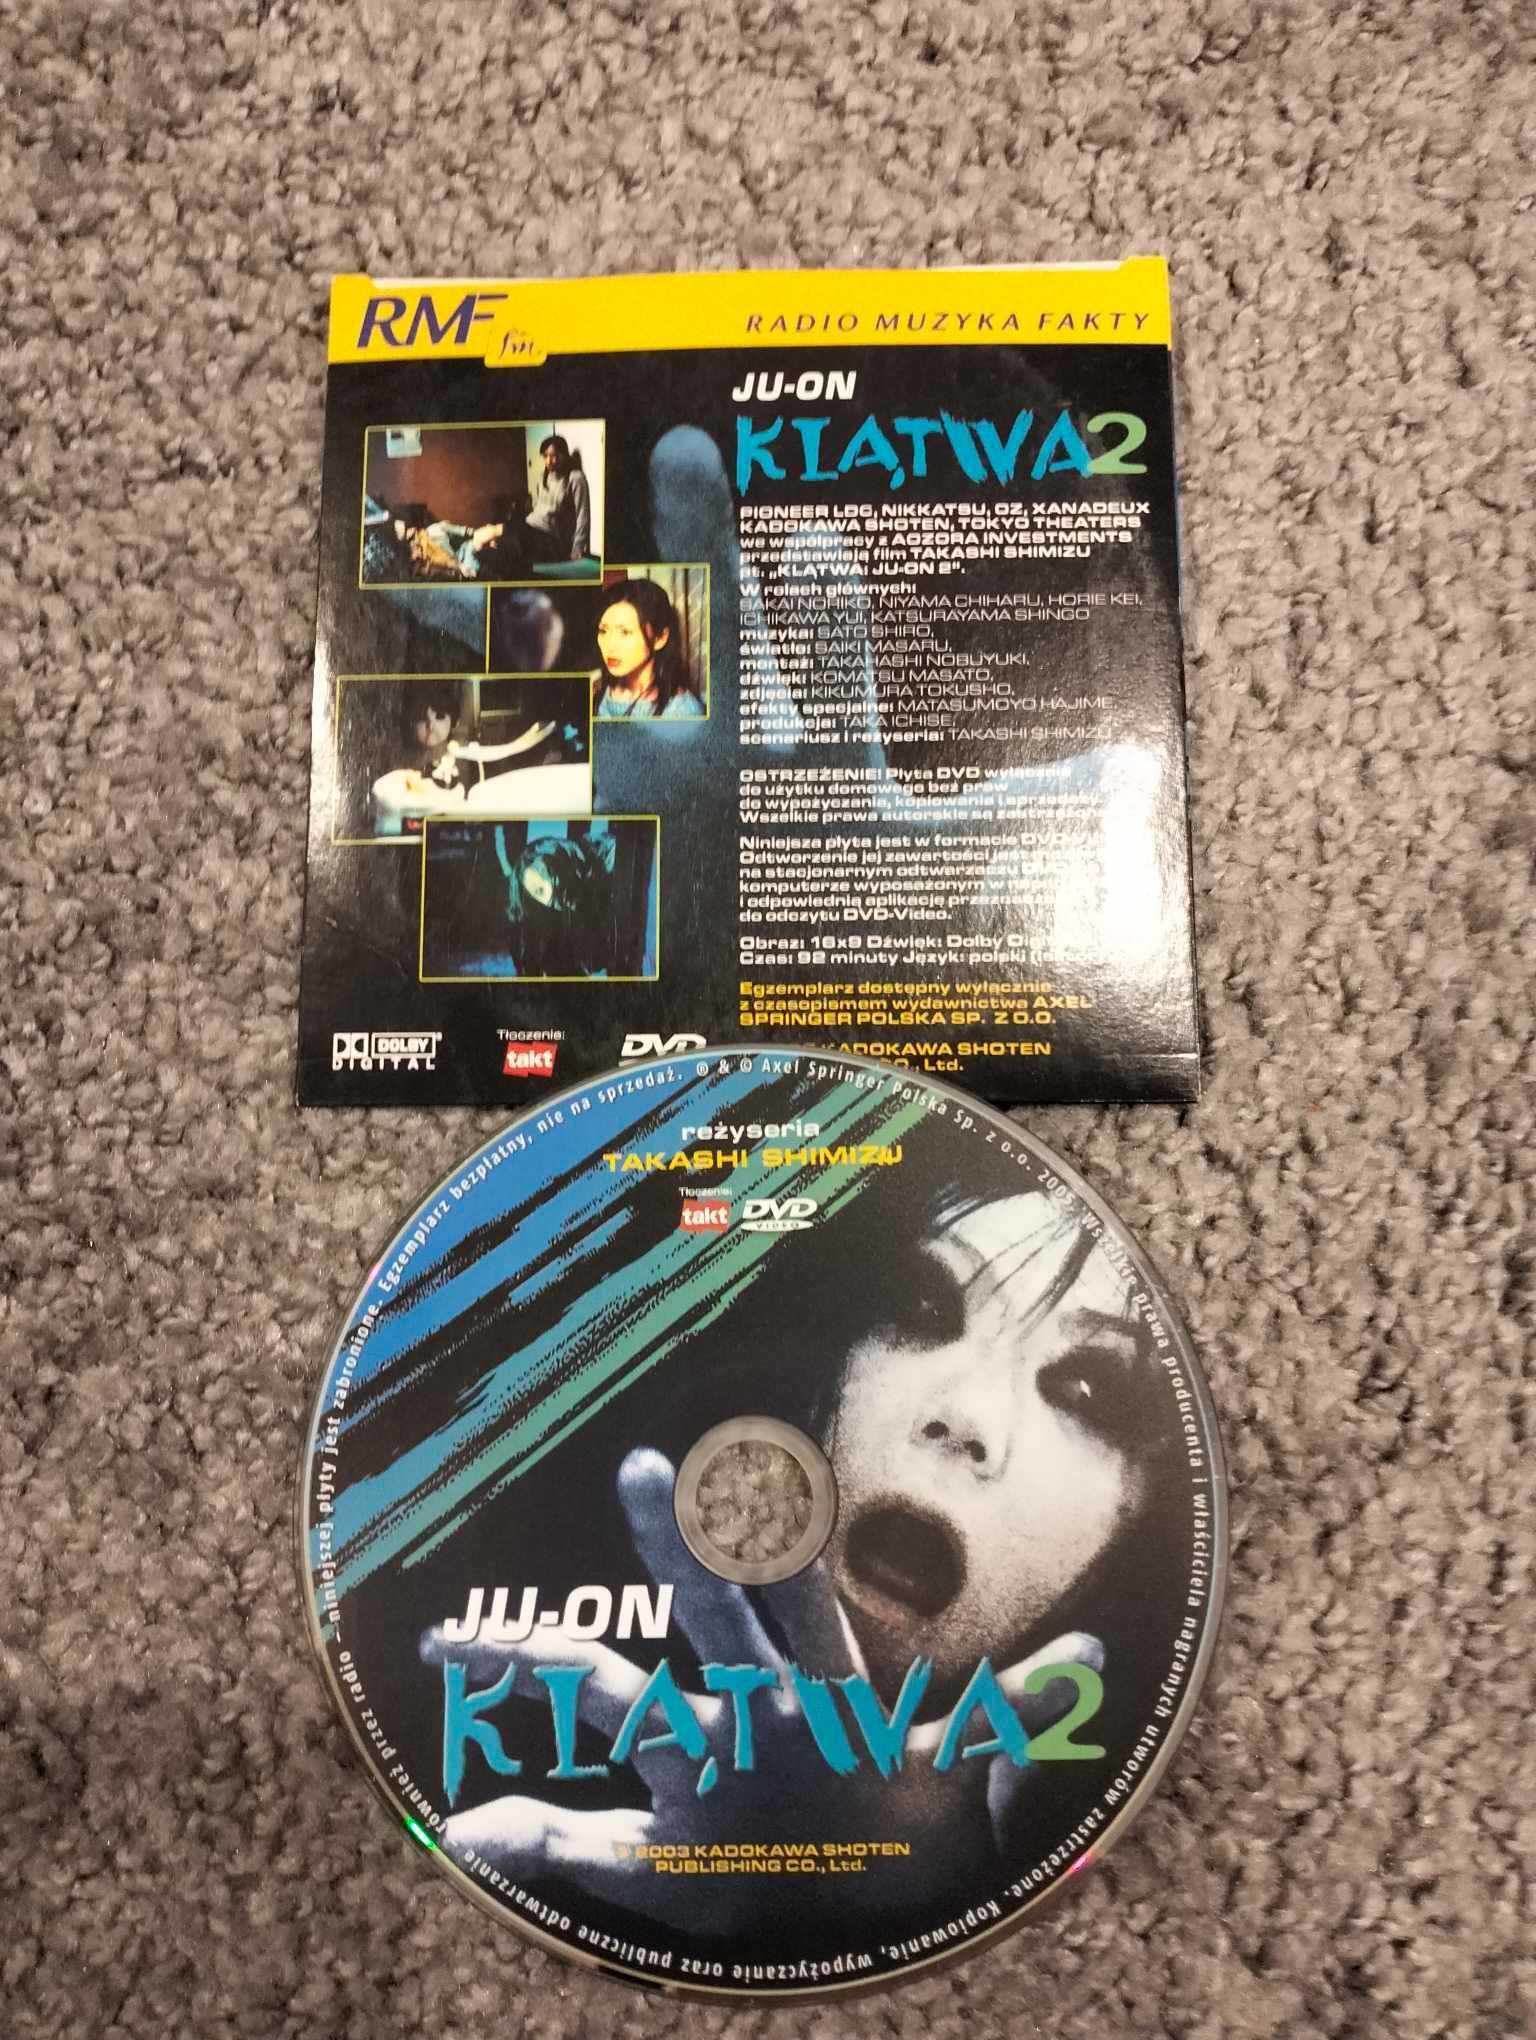 RMF
fm
RADIO MUZYKA FAKTY
JU-ON
KLĄTWA 2
PIONEER LDC, NIKKATSU, OZ, XANADEUX
KADOKAWA SHOTEN, TOKYO THEATERS
we współpracy z AOZORA INVESTMENTS
przedstawiają film TAKASHI SHIMIZU
pt. „KLĄTWA: JU-ON 2”.
W rolach głównych:
SAKAI NORIKO, NIYAMA CHIHARU, HORIE KEI,
ICHIKAWA YUI, KATSURAYAMA SHINGO
muzyka: SATO SHIRO,
światło: SAIKI MASARU,
montaż: TAKAHASHI NOBUYUKI,
dźwięk: KOMATSU MASATO,
zdjęcia: KIKUMURA TOKUSHO,
efekty specjalne: MATASUMOYO HAJIME,
produkcja: TAKA ICHISE,
scenariusz i reżyseria: TAKASHI SHIMIZU
OSTRZEŻENIE! Płyta DVD wyłącznie
do użytku domowego bez praw
do wypożyczania, kopiowania i sprzedaży.
Wszelkie prawa autorskie są zastrzeżone.
Niniejsza płyta jest w formacie
Odtworzenie jej zawartości jest
na stacjonarnym odtwarzaczu
komputerze wyposażonym w
i odpowiednią aplikację
do odczytu DVD-Video.
Obraz: 16x9 Dźwięk: Dolby
Czas: 92 minuty Język: polski
Egzemplarz dostępny wyłącznie
z czasopismem wydawnictwa AXEL
SPRINGER POLSKA SP. Z O.O.
KADOKAWA SHOTEN
Ltd.
DOLBY
DIGITAL
Tłoczenie:
takt
DVD
Egzemplarz bezpłatny, nie na sprzedaż. ® & © Axel Springer Polska Sp. z o.o. 2005. Wszelkie prawa producenta i właściciela nagranych utworów zastrzeżone. Kopiowanie, wypożyczanie oraz publiczne odtwarzanie – również przez radio – niniejszej płyty jest zabronione.
reżyseria
TAKASHI SHIMIZU
Tłoczenie:
takt
DVD
VIDEO
JU-ON
KLĄTWA 2
© 2003 KADOKAWA SHOTEN
PUBLISHING CO., Ltd.